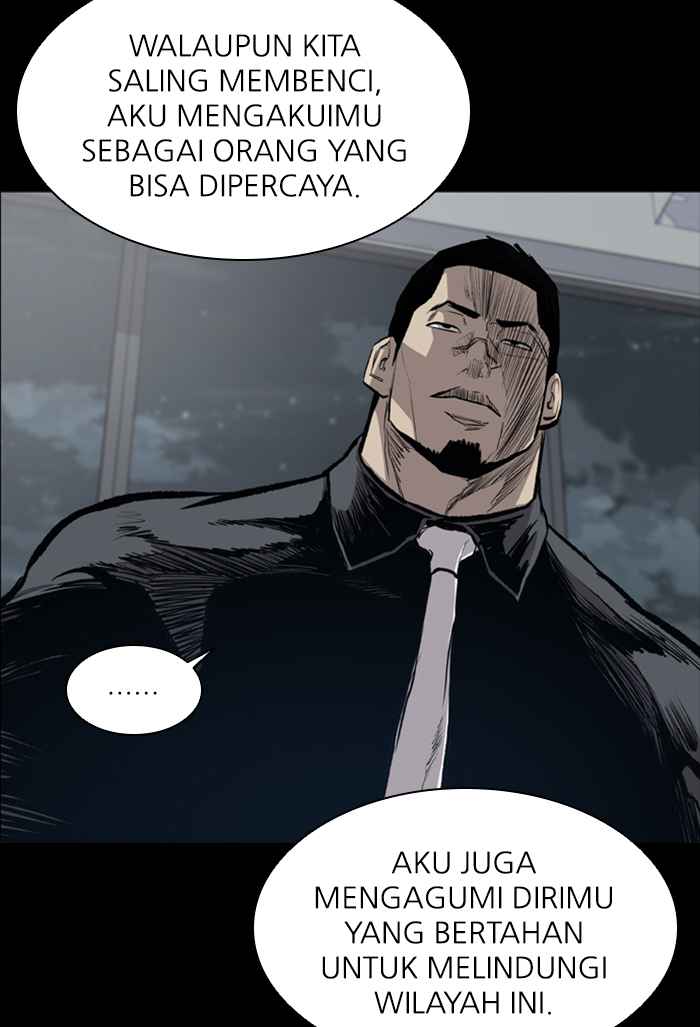 WALAUPUN KITA
SALING MEMBENCI,
AKU MENGAKUIMU
SEBAGAI ORANG YANG
BISA DIPERCAYA.
......
AKU JUGA
MENGAGUMI DIRIMU
YANG BERTAHAN
UNTUK MELINDUNGI
WILAYAH INI.